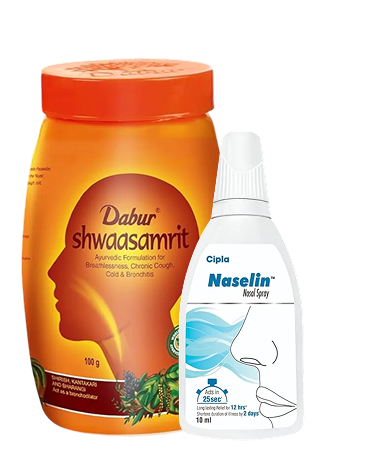 Dabur®
shwaasamrit
Ayurvedic Formulation for
Breathlessness, Chronic Cough,
Cold & Bronchitis
100 g
SHIRISH, KANTAKARI
AND BHARANGI
Act as a bronchodilator
Cipla
Naselin™
Nasal Spray
Acts in
25sec*
Long lasting Relief for 12 hrs*
Shortens duration of illness by 2 days*
10 ml